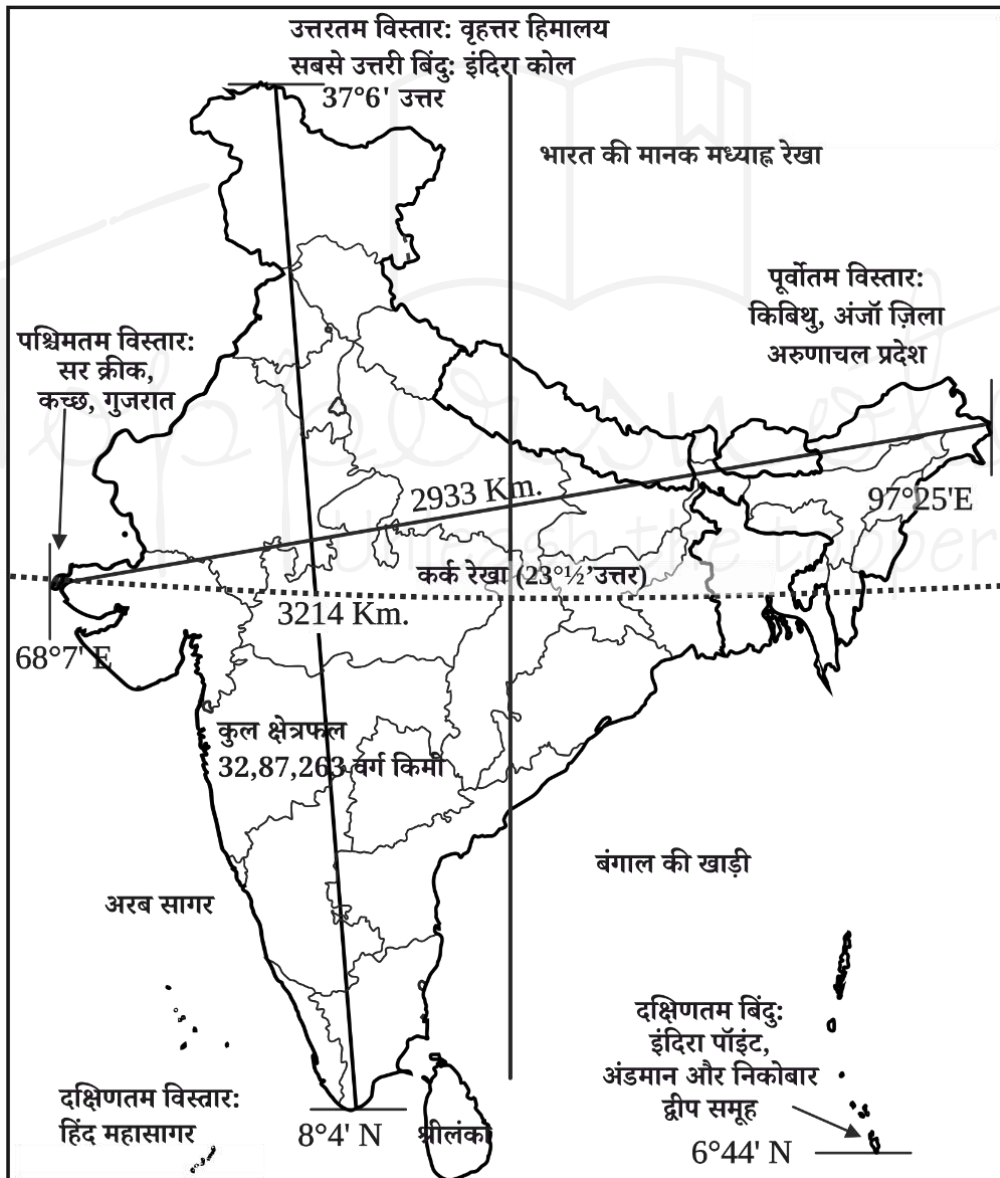 उत्तरतम विस्तार: वृहत्तर हिमालय
सबसे उत्तरी बिंदु: इंदिरा कोल
37°6' उत्तर
भारत की मानक मध्याह्न रेखा
पूर्वोतम विस्तार:
किबिथु, अंजॉ ज़िला
अरुणाचल प्रदेश
पश्चिमतम विस्तार:
सर क्रीक,
कच्छ, गुजरात
2933 Km.
97°25'E
Unleash the topper
कर्क रेखा (23°½’उत्तर)
3214 Km.
68°7' E
कुल क्षेत्रफल
32,87,263 वर्ग किमी
बंगाल की खाड़ी
अरब सागर
दक्षिणतम बिंदु:
इंदिरा पॉइंट,
अंडमान और निकोबार
द्वीप समूह
6°44' N
दक्षिणतम विस्तार:
हिंद महासागर
8°4' N
श्रीलंका